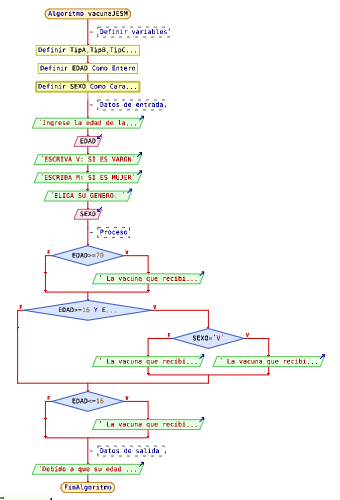 Algoritmo vacunaJESM
Definir variables
Definir TipA,TipB,TipC...
Definir EDAD Como Entero
Definir SEXO Como Cara...
Datos de entrada
'Ingrese la edad de la...
EDAD
'ESCRIVA V: SI ES VARON'
'ESCRIBA M: SI ES MUJER'
'ELIGA SU GENERO: '
SEXO
Proceso
F
EDAD>=70
V
' La vacuna que recibi...
F
EDAD>=16 Y E...
V
F
SEXO='V'
V
' La vacuna que recibi...
' La vacuna que recibi...
F
EDAD<=16
V
' La vacuna que recibi...
Datos de salida
'Debido a que su edad ...
FinAlgoritmo